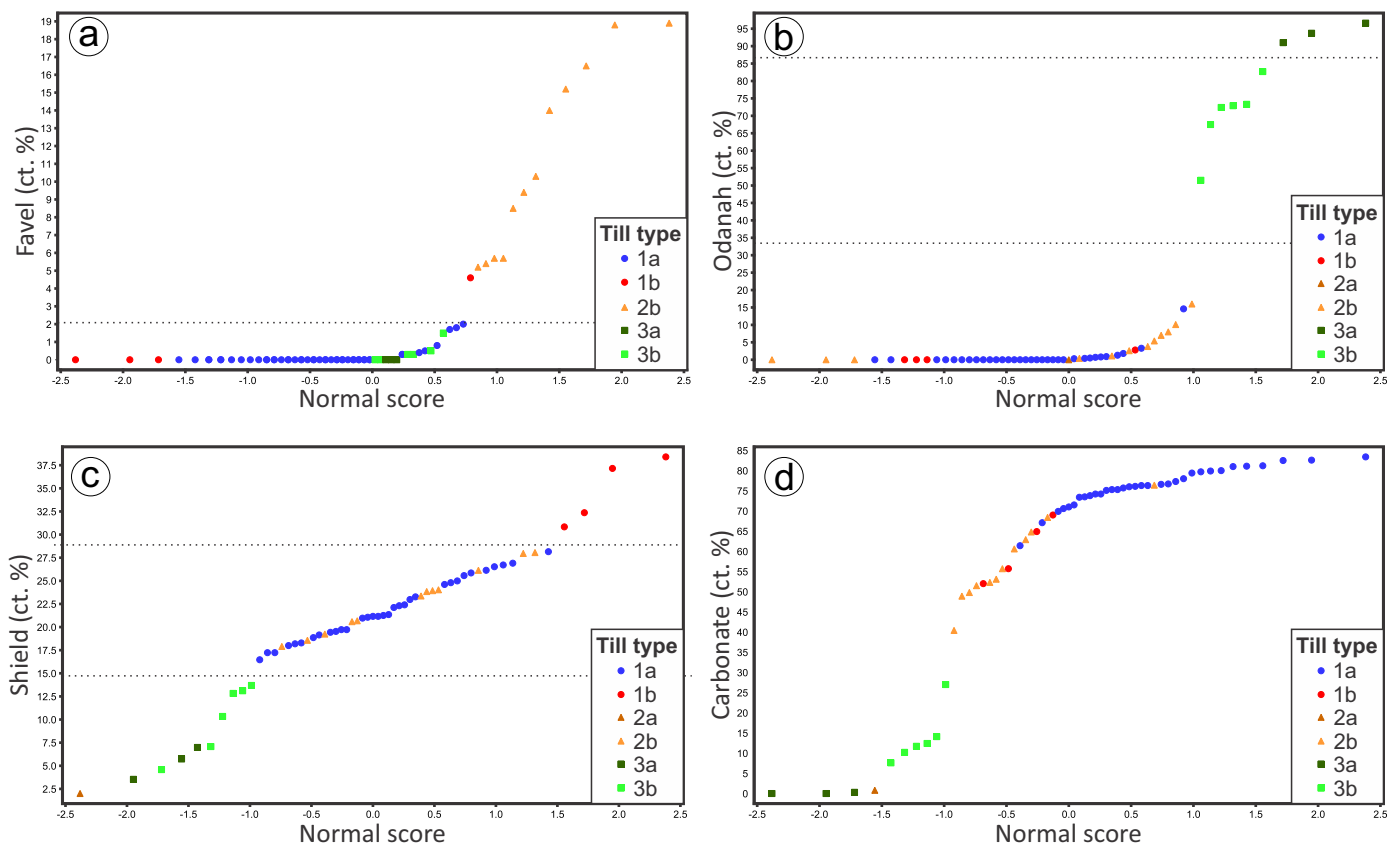 a
Favel (ct. %)
19
18
17
16
15
14
13
12
11
10
9
8
7
6
5
4
3
2
1
0
-2.5 -2.0 -1.5 -1.0 -0.5 0.0 0.5 1.0 1.5 2.0 2.5
Normal score
Till type
1a
1b
2b
3a
3b
b
Odanah (ct. %)
95
90
85
80
75
70
65
60
55
50
45
40
35
30
25
20
15
10
5
0
-2.5 -2.0 -1.5 -1.0 -0.5 0.0 0.5 1.0 1.5 2.0 2.5
Normal score
Till type
1a
1b
2a
2b
3a
3b
c
Shield (ct. %)
37.5
35.0
32.5
30.0
27.5
25.0
22.5
20.0
17.5
15.0
12.5
10.0
7.5
5.0
2.5
-2.5 -2.0 -1.5 -1.0 -0.5 0.0 0.5 1.0 1.5 2.0 2.5
Normal score
Till type
1a
1b
2a
2b
3a
3b
d
Carbonate (ct. %)
85
80
75
70
65
60
55
50
45
40
35
30
25
20
15
10
5
0
-2.5 -2.0 -1.5 -1.0 -0.5 0.0 0.5 1.0 1.5 2.0 2.5
Normal score
Till type
1a
1b
2a
2b
3a
3b